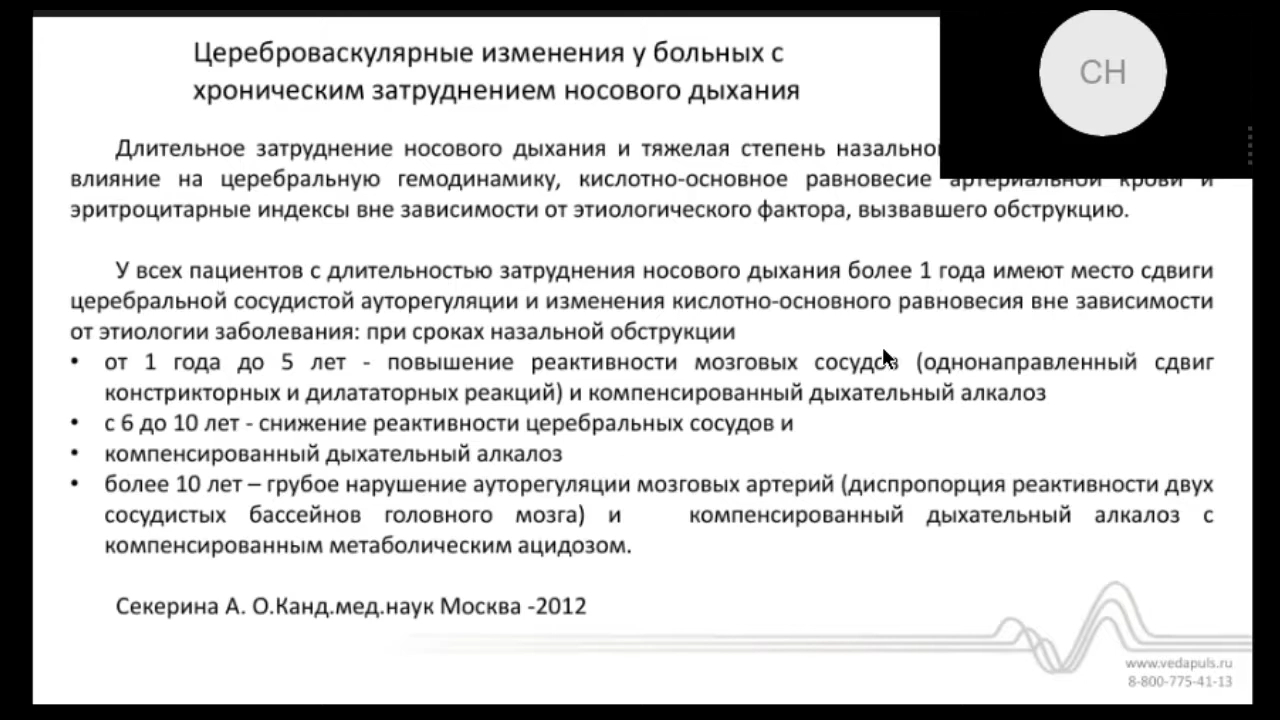 Цереброваскулярные изменения у больных с
хроническим затруднением носового дыхания
CH
Длительное затруднение носового дыхания и тяжелая степень
влияние на церебральную гемодинамику, кислотно-основное равновесие артериальной крови и
эритроцитарные индексы вне зависимости от этиологического фактора, вызвавшего обструкцию.
У всех пациентов с длительностью затруднения носового дыхания более 1 года имеют место сдвиги
церебральной сосудистой ауторегуляции и изменения кислотно-основного равновесия вне зависимости
от этиологии заболевания: при сроках назальной обструкции
• от 1 года до 5 лет - повышение реактивности мозговых сосудов (однонаправленный сдвиг
констрикторных и дилататорных реакций) и компенсированный дыхательный алкалоз
• с 6 до 10 лет - снижение реактивности церебральных сосудов и
• компенсированный дыхательный алкалоз
• более 10 лет – грубое нарушение ауторегуляции мозговых артерий (диспропорция реактивности двух
сосудистых бассейнов головного мозга) и компенсированный дыхательный алкалоз с
компенсированным метаболическим ацидозом.
Секерина А. О.Канд.мед.наук Москва -2012
www.vedapuls.ru
8-800-775-41-13